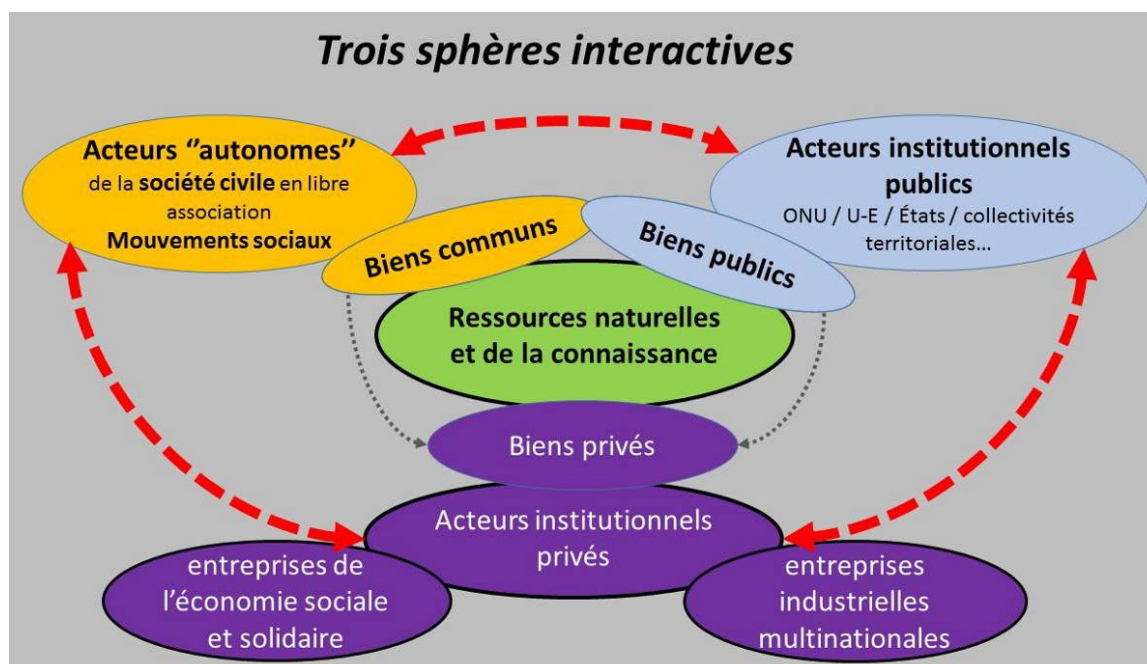 Trois sphères interactives
Acteurs “autonomes”
de la société civile en libre
association
Mouvements sociaux
Acteurs institutionnels
publics
ONU / U-E / États / collectivités
territoriales...
Biens communs
Biens publics
Ressources naturelles
et de la connaissance
Biens privés
Acteurs institutionnels
privés
entreprises de
l’économie sociale
et solidaire
entreprises
industrielles
multinationales